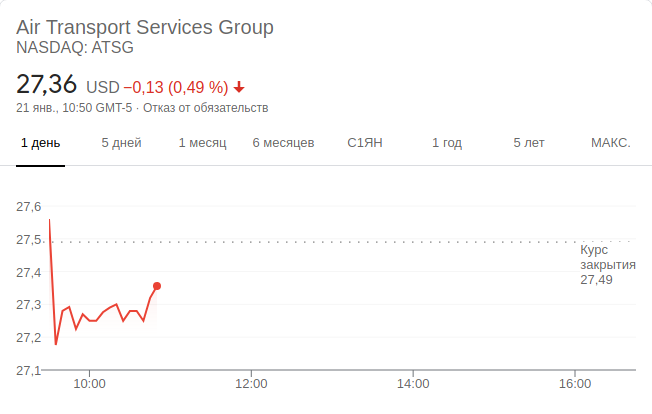 Air Transport Services Group
NASDAQ: ATSG
27,36 USD −0,13 (0,49 %)
21 янв., 10:50 GMT-5 · Отказ от обязательств
1 день 5 дней 1 месяц 6 месяцев С1ЯН 1 год 5 лет МАКС.
27,6
27,5
27,4
27,3
27,2
27,1
Курс
закрытия
27,49
10:00 12:00 14:00 16:00